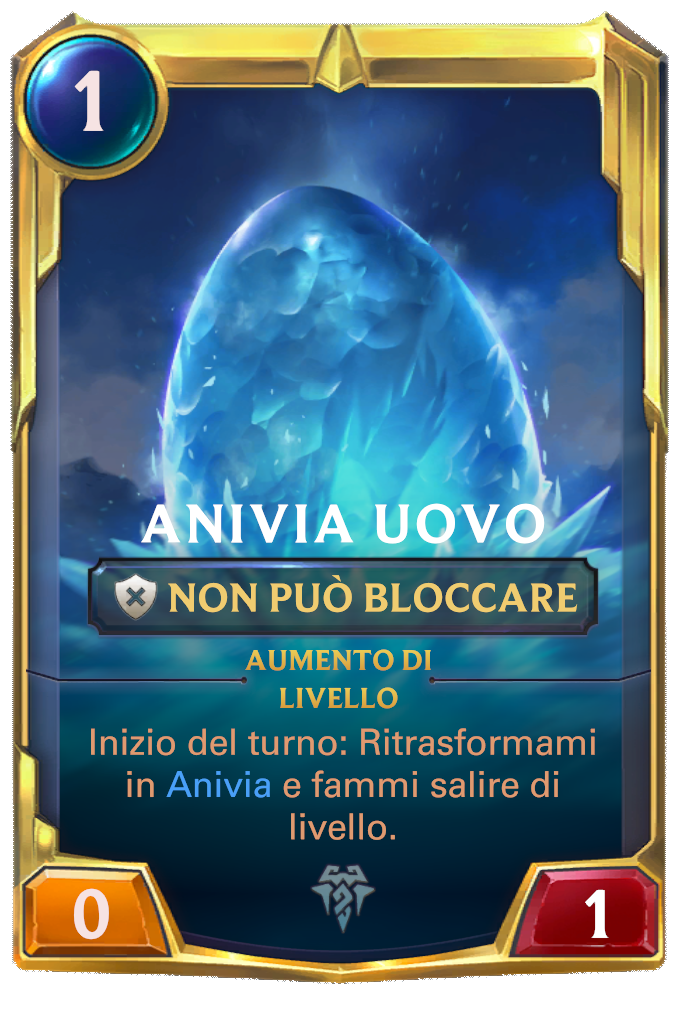 1
ANIVIA UOVO
NON PUÒ BLOCCARE
AUMENTO DI
LIVELLO
Inizio del turno: Ritrasformami
in Anivia e fammi salire di
livello.
0
1